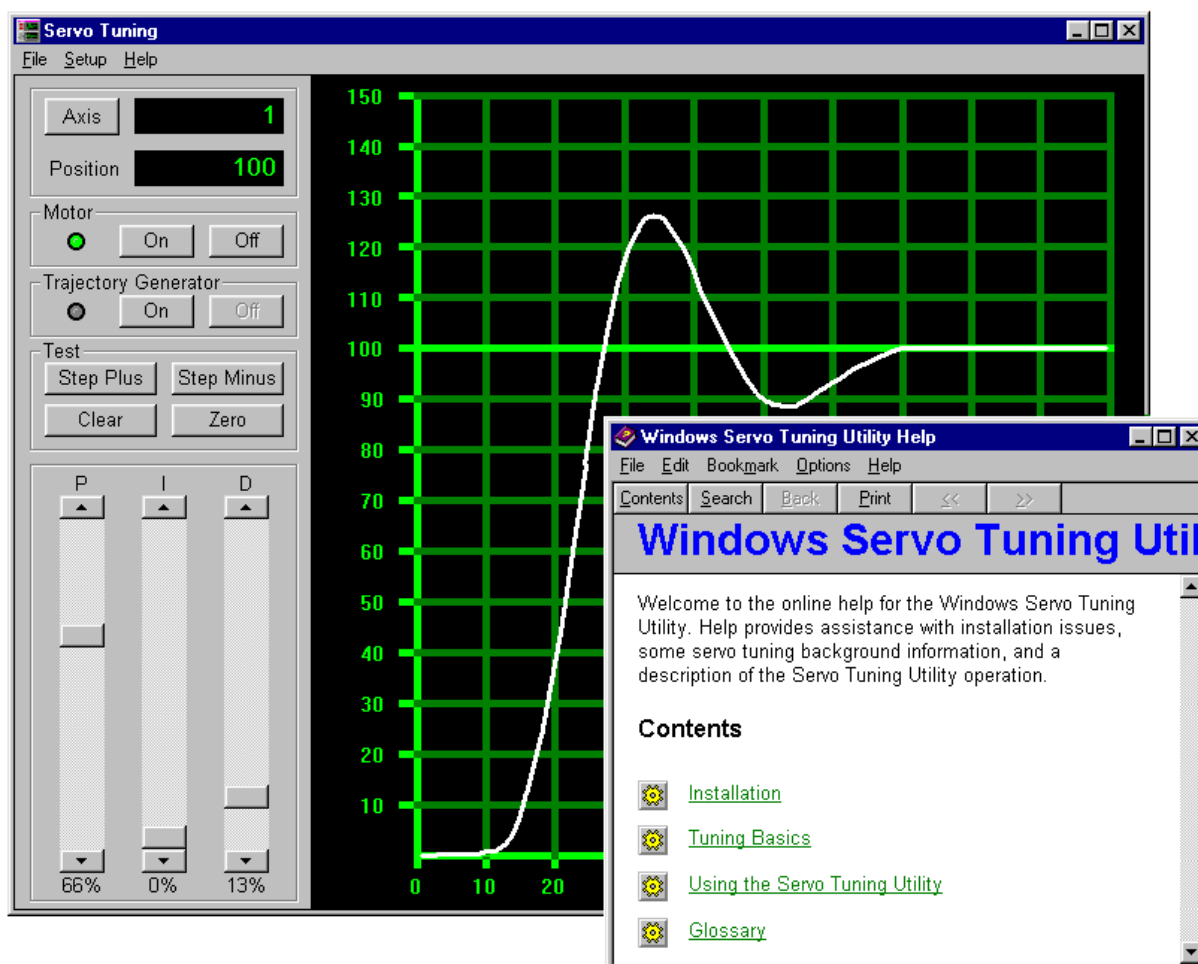 Servo Tuning
File Setup Help
Axis 1
Position 100
Motor
On Off
Trajectory Generator
On Off
Test
Step Plus Step Minus
Clear Zero
P I D
66% 0% 13%
150
140
130
120
110
100
90
80
70
60
50
40
30
20
10
0 10 20
Windows Servo Tuning Utility Help
File Edit Bookmark Options Help
Contents Search Back Print << >>
Windows Servo Tuning Util
Welcome to the online help for the Windows Servo Tuning
Utility. Help provides assistance with installation issues,
some servo tuning background information, and a
description of the Servo Tuning Utility operation.
Contents
Installation
Tuning Basics
Using the Servo Tuning Utility
Glossary